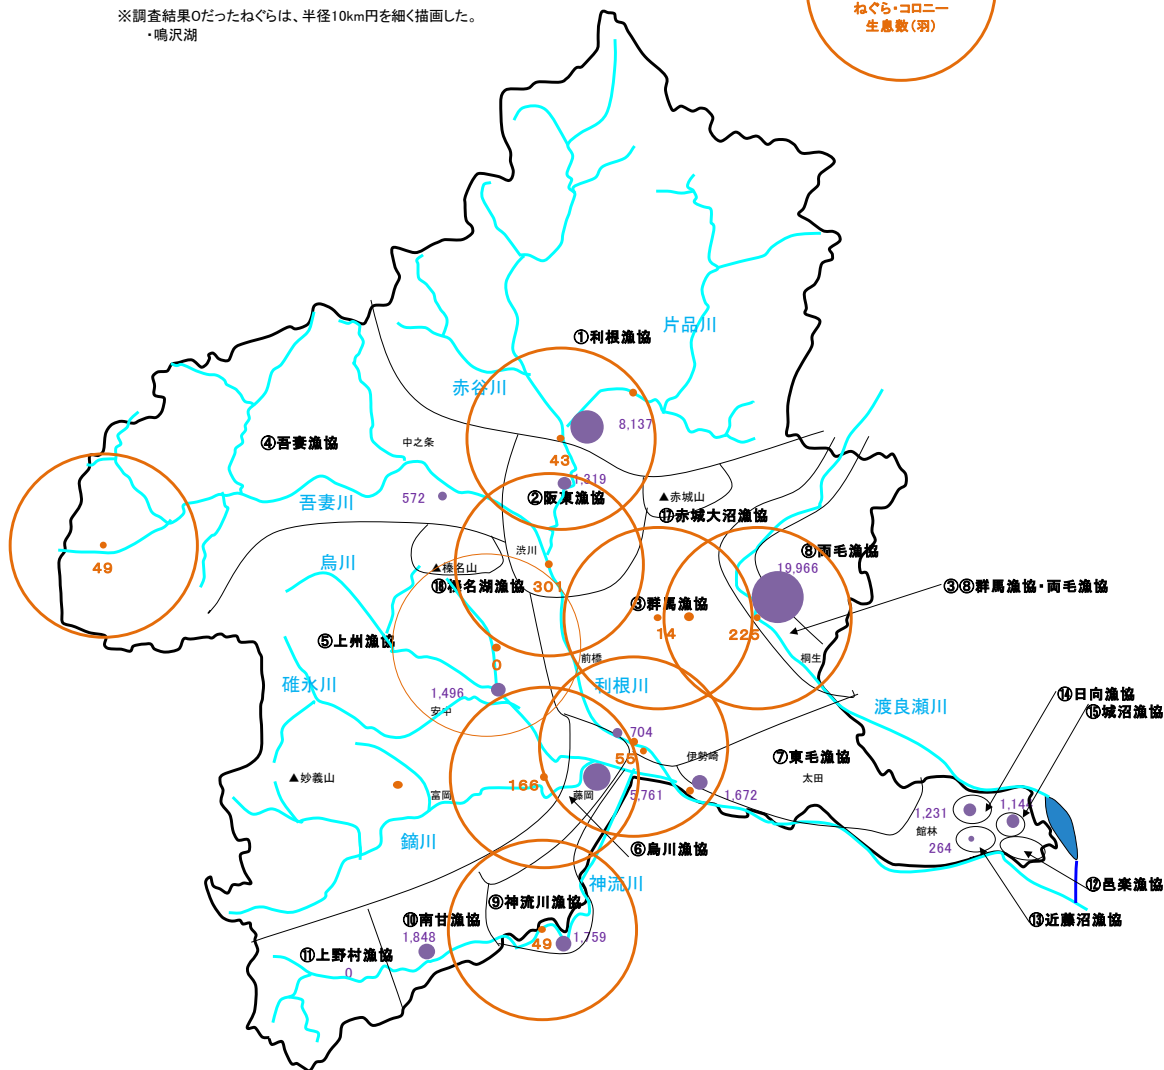 ※調査結果0だったねぐらは、半径10km円を細く描画した。
・鳴沢湖
ねぐら・コロニー
生息数(羽)
①利根漁協
片品川
赤谷川
8,137
④吾妻漁協
中之条
43
1,319
572
②阪東漁協
▲赤城山
⑰赤城大沼漁協
吾妻川
49
渋川
⑧両毛漁協
烏川
▲榛名山
19,966
⑯榛名湖漁協
301
③⑧群馬漁協・両毛漁協
③群馬漁協
14
225
⑤上州漁協
0
前橋
桐生
碓氷川
1,496
利根川
安中
⑭日向漁協
渡良瀬川
⑮城沼漁協
704
55
伊勢崎
⑦東毛漁協
▲妙義山
166
太田
富岡
藤岡
5,761
1,672
1,231
館林
264
鏑川
⑥烏川漁協
⑫邑楽漁協
神流川
⑨神流川漁協
⑩南甘漁協
⑬近藤沼漁協
1,848
49
1,759
⑪上野村漁協
0